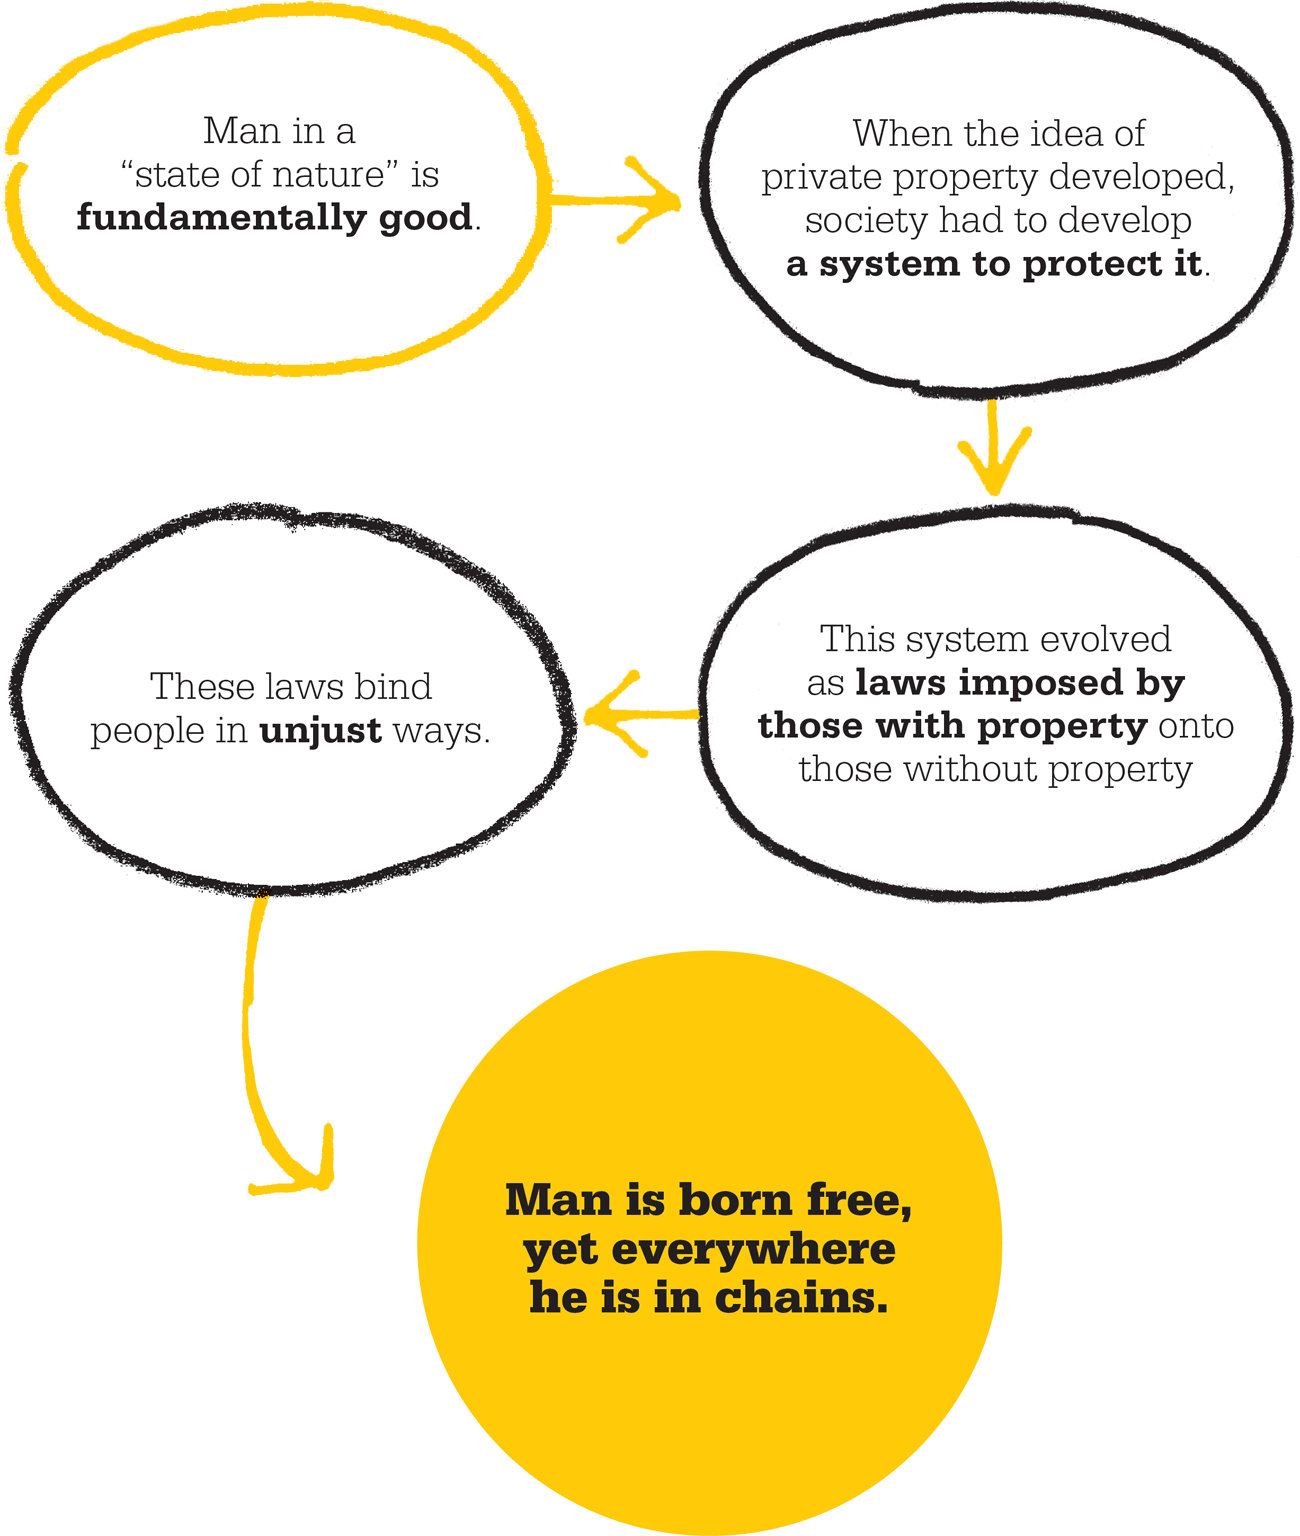 Man in a
“state of nature” is
fundamentally good.
When the idea of
private property developed,
society had to develop
a system to protect it.
This system evolved
as laws imposed by
those with property onto
those without property
These laws bind
people in unjust ways.
Man is born free,
yet everywhere
he is in chains.